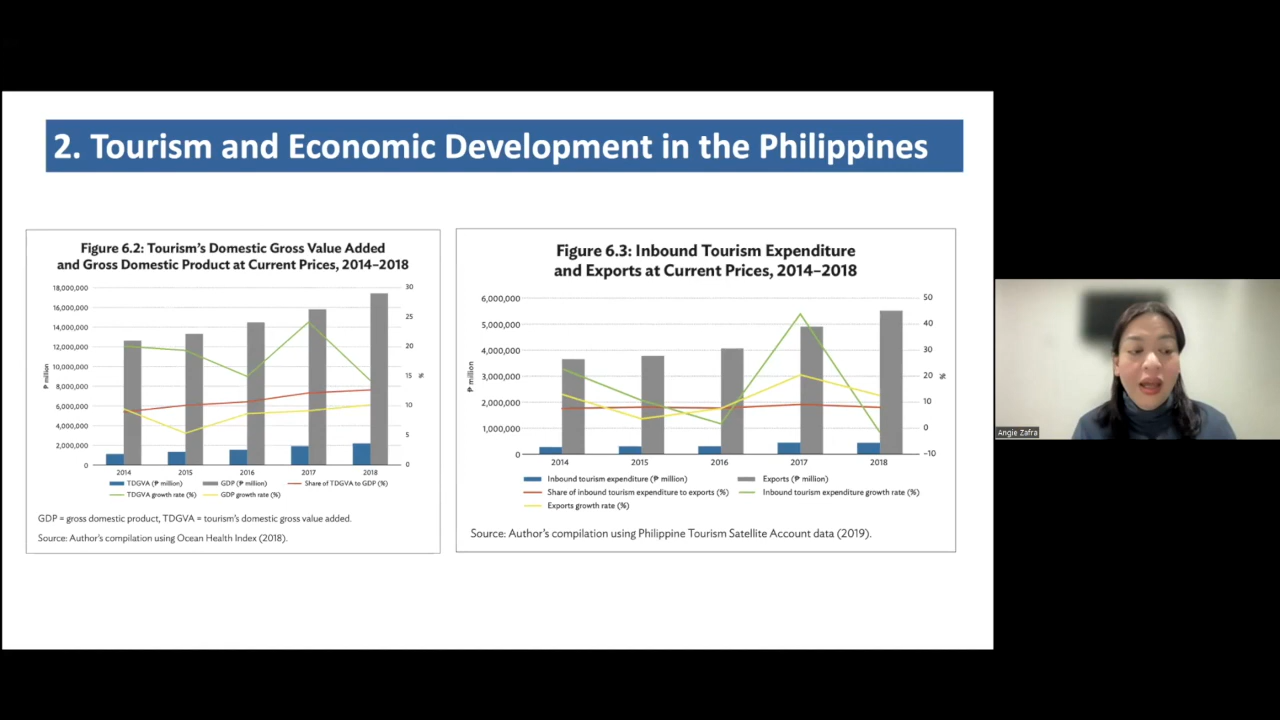 2. Tourism and Economic Development in the Philippines
Figure 6.2: Tourism's Domestic Gross Value Added
and Gross Domestic Product at Current Prices, 2014–2018
18,000,000
16,000,000
14,000,000
12,000,000
10,000,000
8,000,000
6,000,000
4,000,000
2,000,000
0
₱ million
30
25
20
15
10
5
0
%
2014 2015 2016 2017 2018
TDGVA (₱ million) GDP (₱ million) Share of TDGVA to GDP (%)
TDGVA growth rate (%) GDP growth rate (%)
GDP = gross domestic product, TDGVA = tourism's domestic gross value added.
Source: Author's compilation using Ocean Health Index (2018).
Figure 6.3: Inbound Tourism Expenditure
and Exports at Current Prices, 2014–2018
6,000,000
5,000,000
4,000,000
3,000,000
2,000,000
1,000,000
0
₱ million
50
40
30
20
10
0
–10
%
2014 2015 2016 2017 2018
Inbound tourism expenditure (₱ million) Exports (₱ million)
Share of inbound tourism expenditure to exports (%) Inbound tourism expenditure growth rate (%)
Exports growth rate (%)
Source: Author's compilation using Philippine Tourism Satellite Account data (2019).
Angie Zafra